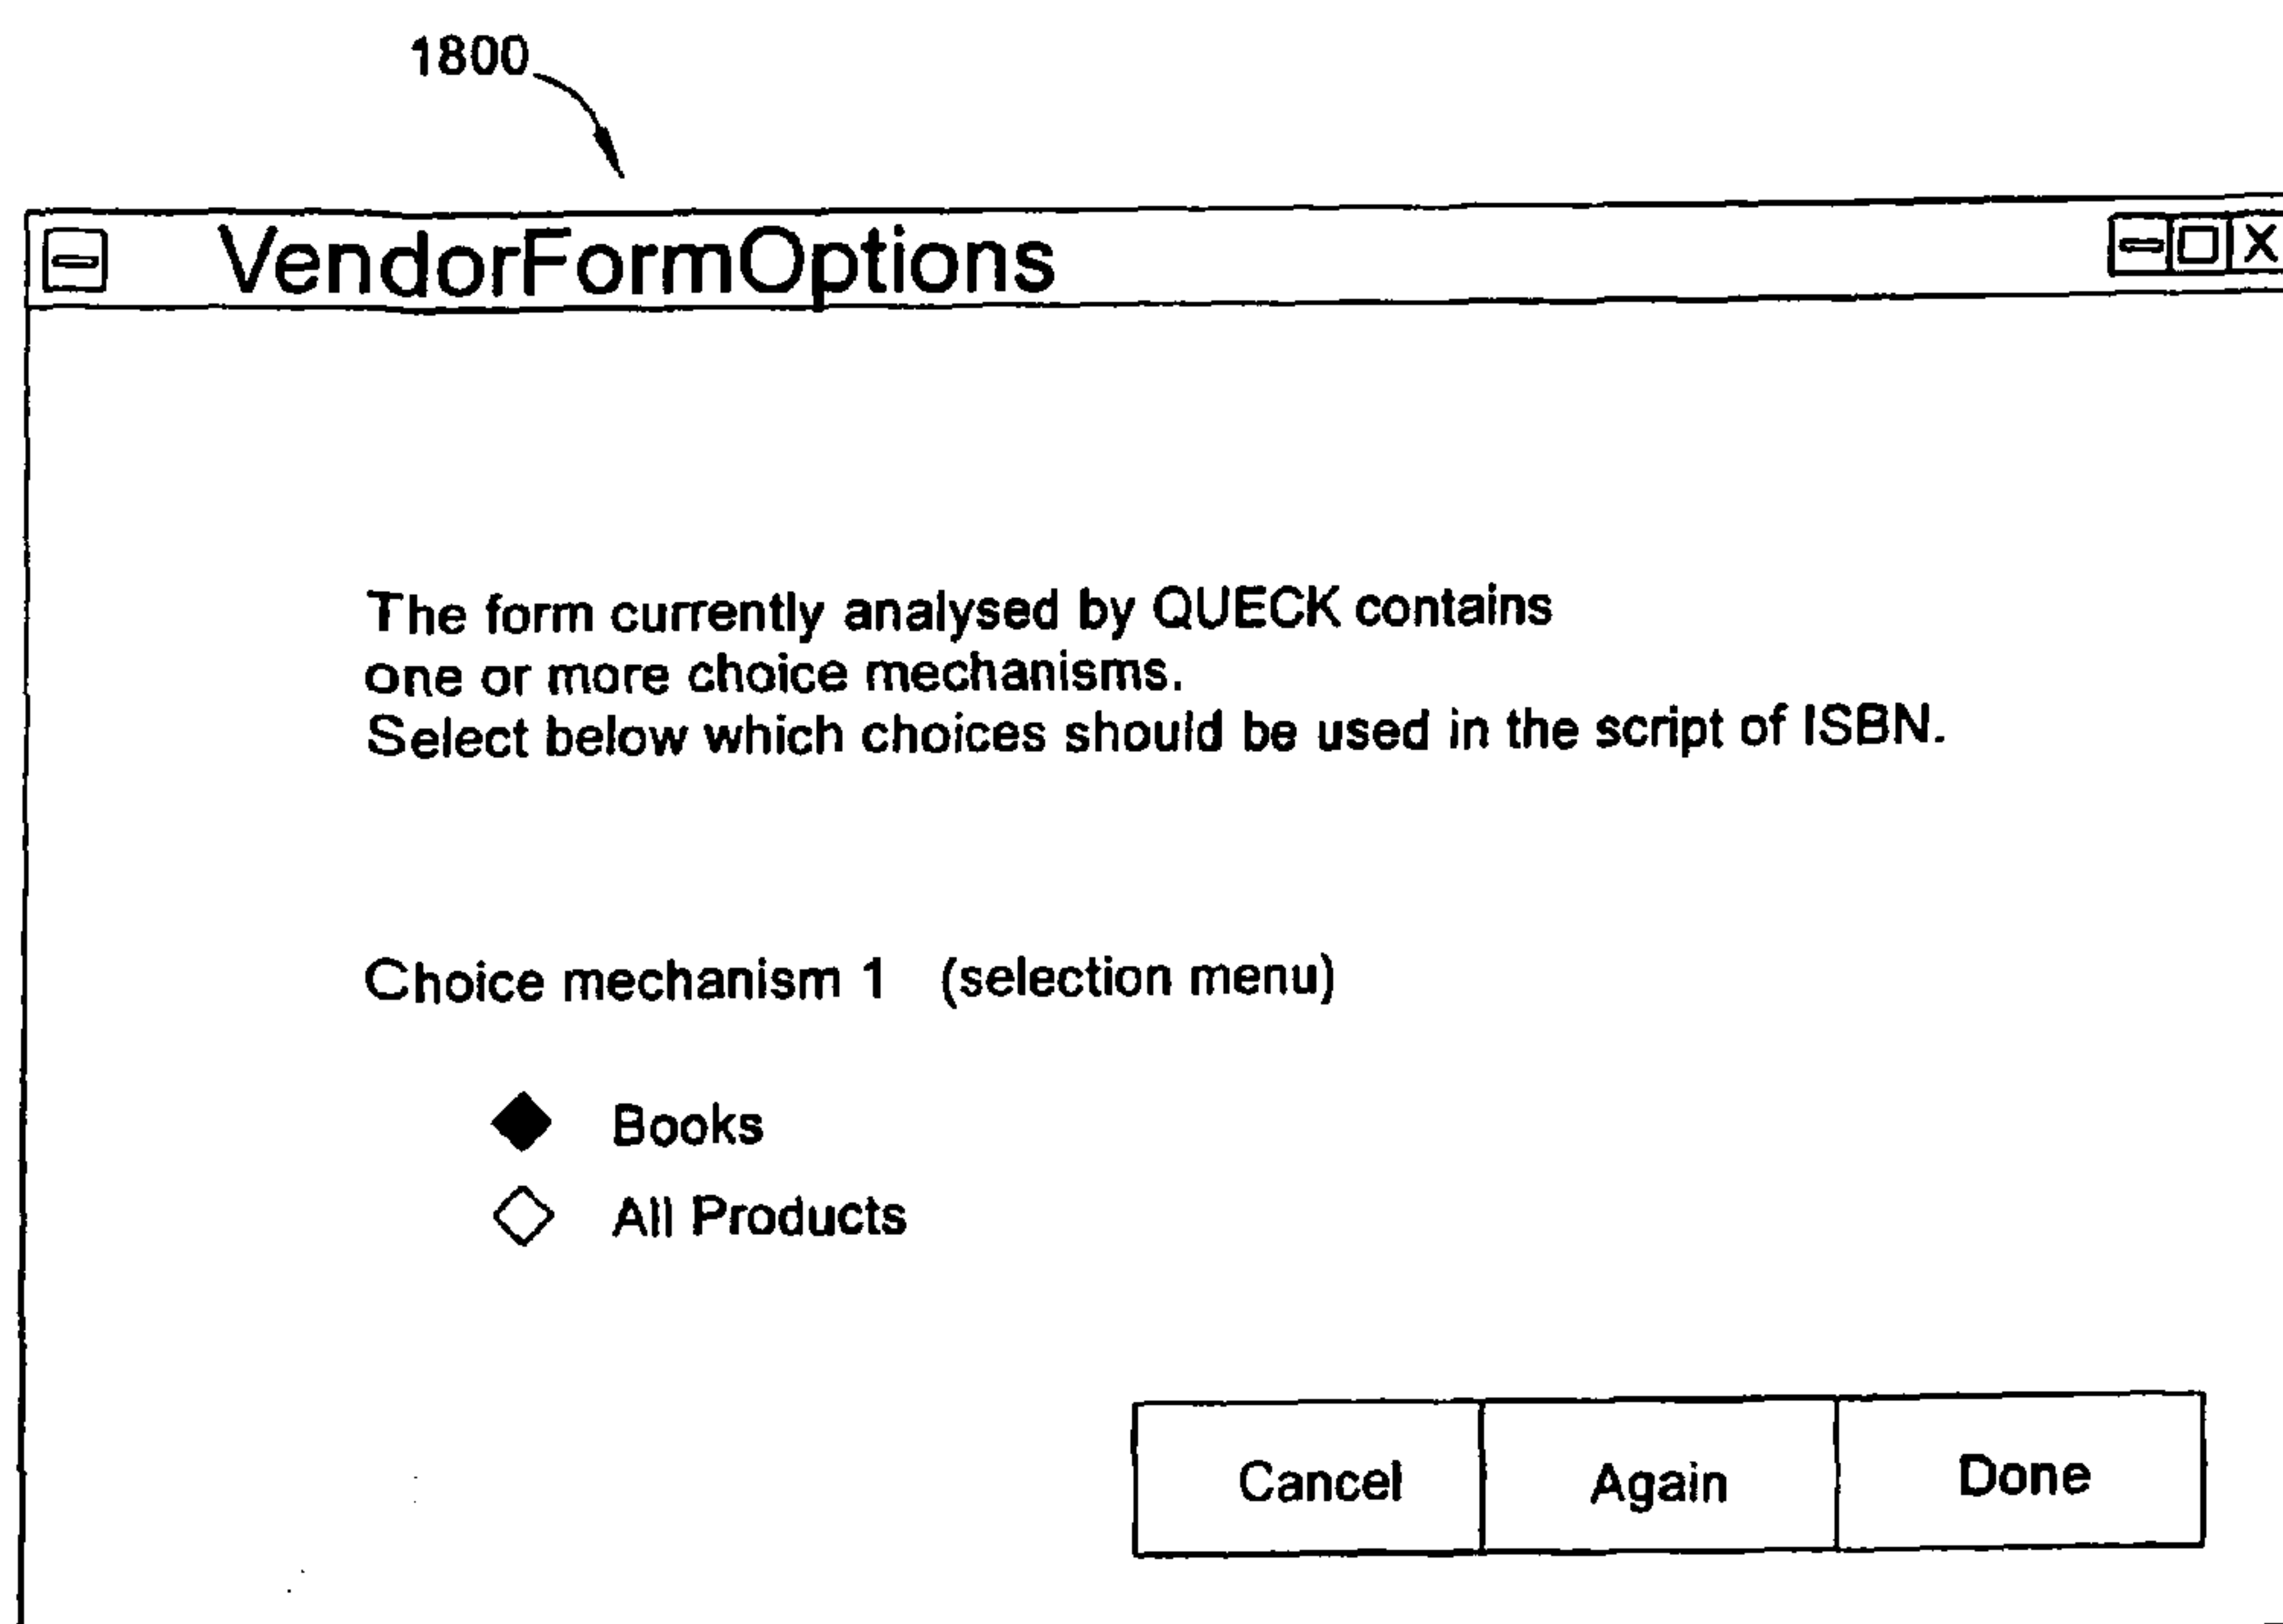 1800
VendorFormOptions
X
The form currently analysed by QUECK contains
one or more choice mechanisms.
Select below which choices should be used in the script of ISBN.
Choice mechanism 1 (selection menu)
Books
All Products
Cancel Again Done